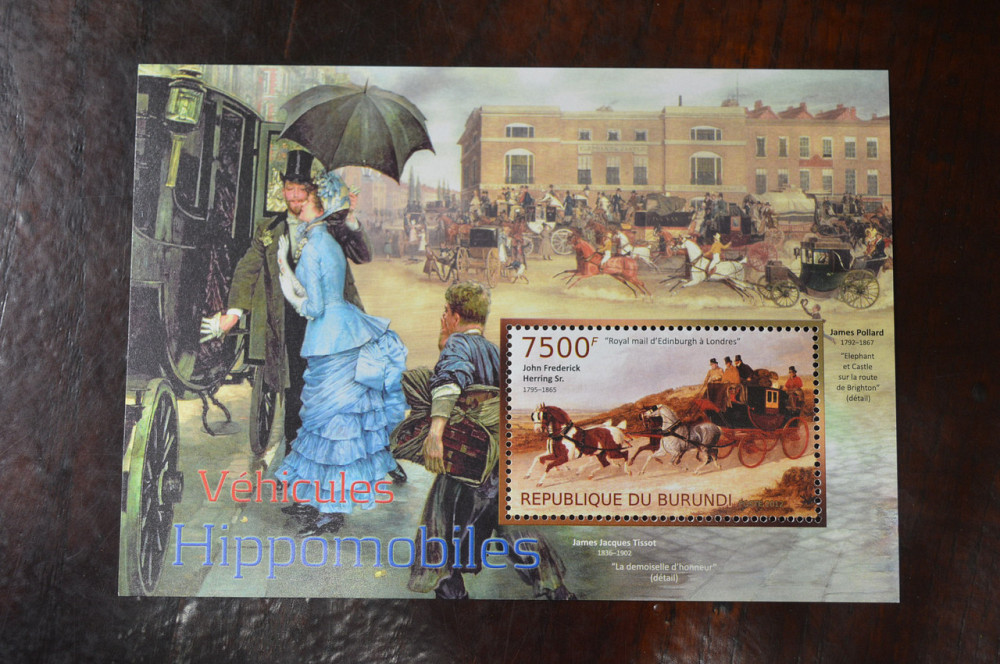 7500F
"Royal mail d'Edinburgh à Londres"
John Frederick
Herring Sr.
1795–1865
REPUBLIQUE DU BURUNDI
James Pollard
1792–1867
"Elephant
et Castle
sur la route
de Brighton"
(détail)
Véhicules
Hippomobiles
James Jacques Tissot
1836–1902
"La demoiselle d'honneur"
(détail)